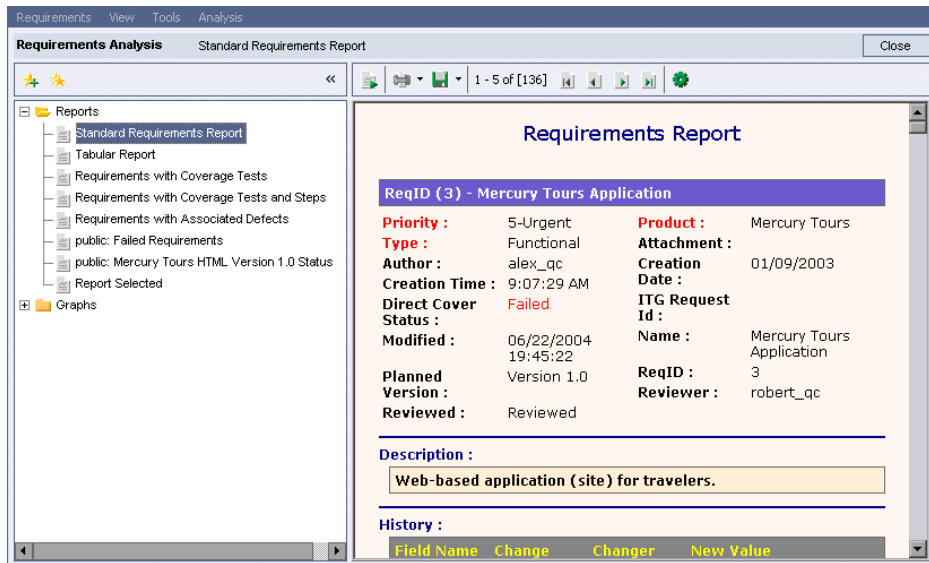 Requirements View Tools Analysis
Requirements Analysis Standard Requirements Report
Close
1 - 5 of [136]
Reports
Standard Requirements Report
Tabular Report
Requirements with Coverage Tests
Requirements with Coverage Tests and Steps
Requirements with Associated Defects
public: Failed Requirements
public: Mercury Tours HTML Version 1.0 Status
Report Selected
Graphs
Requirements Report
ReqID (3) - Mercury Tours Application
Priority : 5-Urgent
Type : Functional
Author : alex_qc
Creation Time : 9:07:29 AM
Direct Cover Failed
Status :
Modified : 06/22/2004
19:45:22
Planned Version 1.0
Version :
Reviewed : Reviewed
Product : Mercury Tours
Attachment :
Creation 01/09/2003
Date :
ITG Request
Id :
Name : Mercury Tours
Application
ReqID : 3
Reviewer : robert_qc
Description :
Web-based application (site) for travelers.
History :
Field Name Change Changer New Value